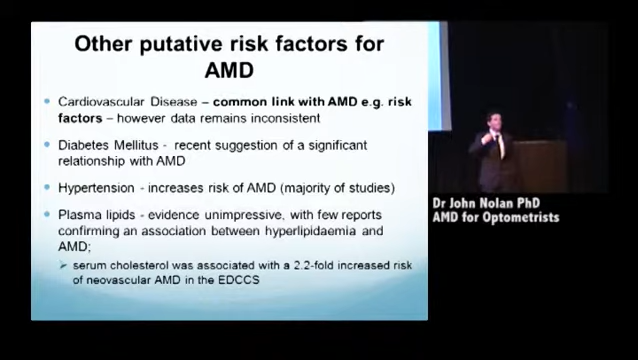 Other putative risk factors for
AMD
Cardiovascular Disease – common link with AMD e.g. risk
factors – however data remains inconsistent
Diabetes Mellitus - recent suggestion of a significant
relationship with AMD
Hypertension - increases risk of AMD (majority of studies)
Plasma lipids - evidence unimpressive, with few reports
confirming an association between hyperlipidaemia and
AMD;
serum cholesterol was associated with a 2.2-fold increased risk
of neovascular AMD in the EDCCS
Dr John Nolan PhD
AMD for Optometrists